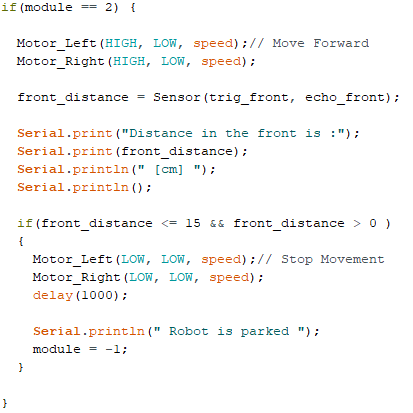 if(module == 2) {
Motor_Left(HIGH, LOW, speed);// Move Forward
Motor_Right(HIGH, LOW, speed);
front_distance = Sensor(trig_front, echo_front);
Serial.print("Distance in the front is :");
Serial.print(front_distance);
Serial.println(" [cm] ");
Serial.println();
if(front_distance <= 15 && front_distance > 0 )
{
Motor_Left(LOW, LOW, speed);// Stop Movement
Motor_Right(LOW, LOW, speed);
delay(1000);
Serial.println(" Robot is parked ");
module = -1;
}
}